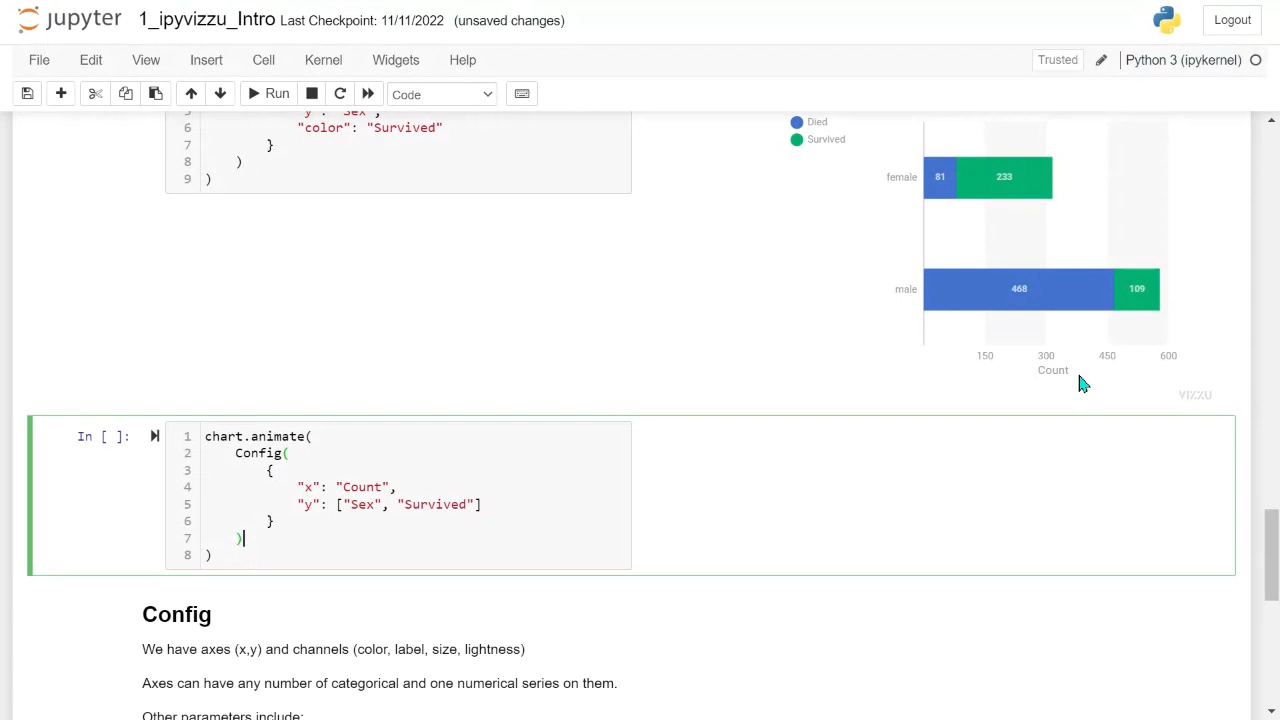 jupyter 1_ipyvizzu_Intro Last Checkpoint: 11/11/2022 (unsaved changes) Logout
File Edit View Insert Cell Kernel Widgets Help Trusted Python 3 (ipykernel)
Run Code
5 "y": "Sex",
6 "color": "Survived"
7 }
8 )
9 )
Died
Survived
female 81 233
male 468 109
150 300 450 600
Count
VIZZU
In [ ]:
1 chart.animate(
2 Config(
3 {
4 "x": "Count",
5 "y": ["Sex", "Survived"]
6 }
7 )
8 )
Config
We have axes (x,y) and channels (color, label, size, lightness)
Axes can have any number of categorical and one numerical series on them.
Other parameters include: